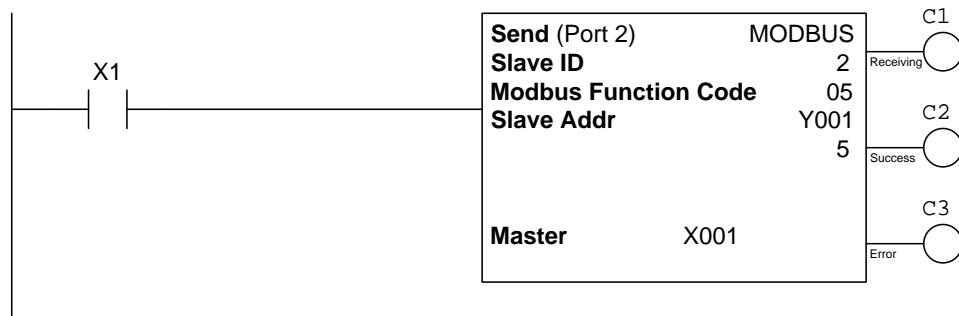 C1
Send (Port 2) MODBUS
Receiving
X1
Slave ID 2
Modbus Function Code 05
Slave Addr Y001
C2
5
Success
C3
Master X001
Error